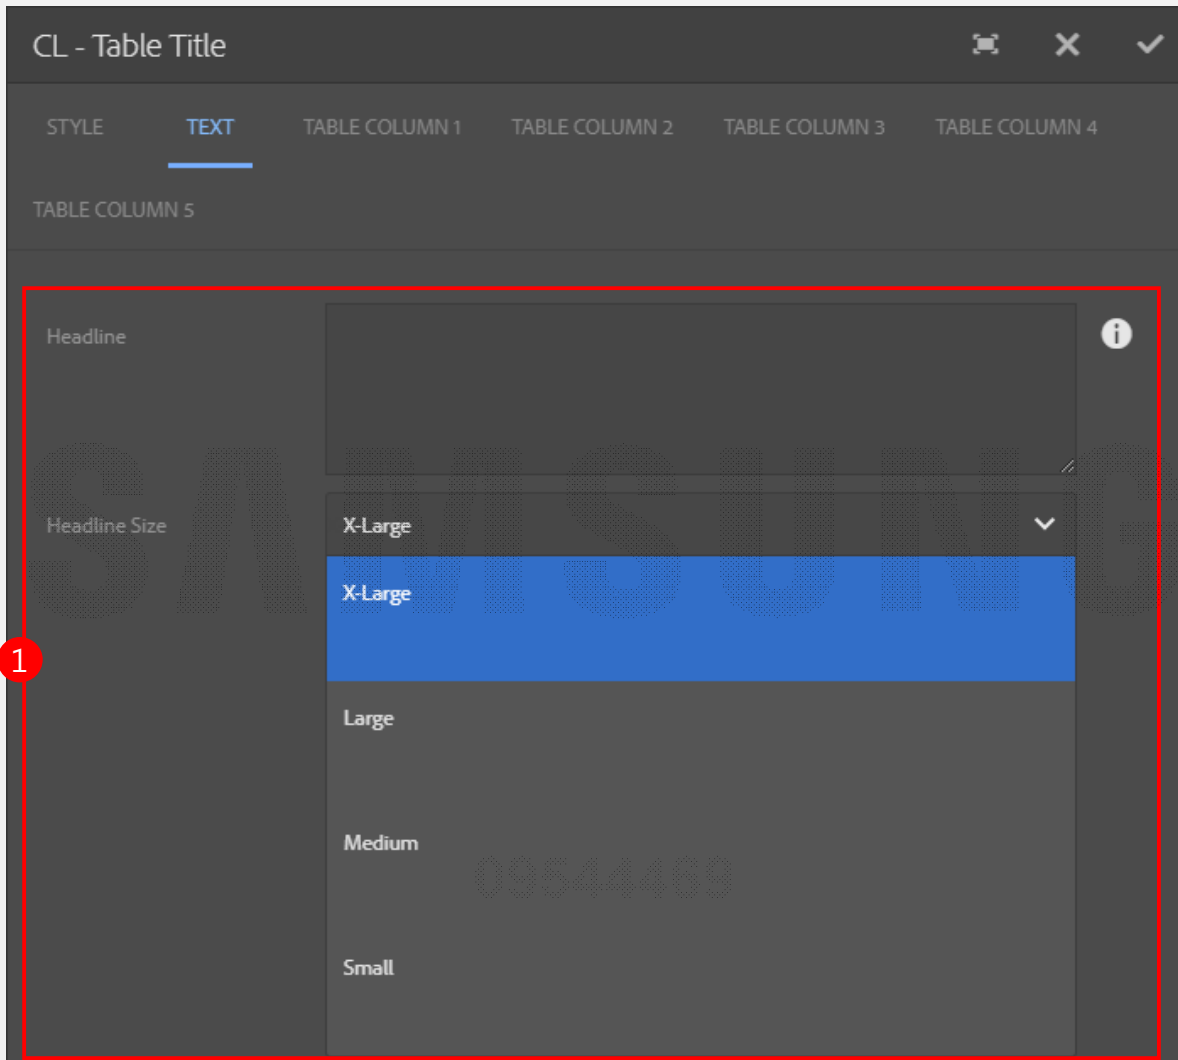 CL - Table Title
STYLE TEXT TABLE COLUMN 1 TABLE COLUMN 2 TABLE COLUMN 3 TABLE COLUMN 4
TABLE COLUMN 5
Headline
Headline Size X-Large
X-Large
1
Large
Medium
Small
SAMSUNG
09544469